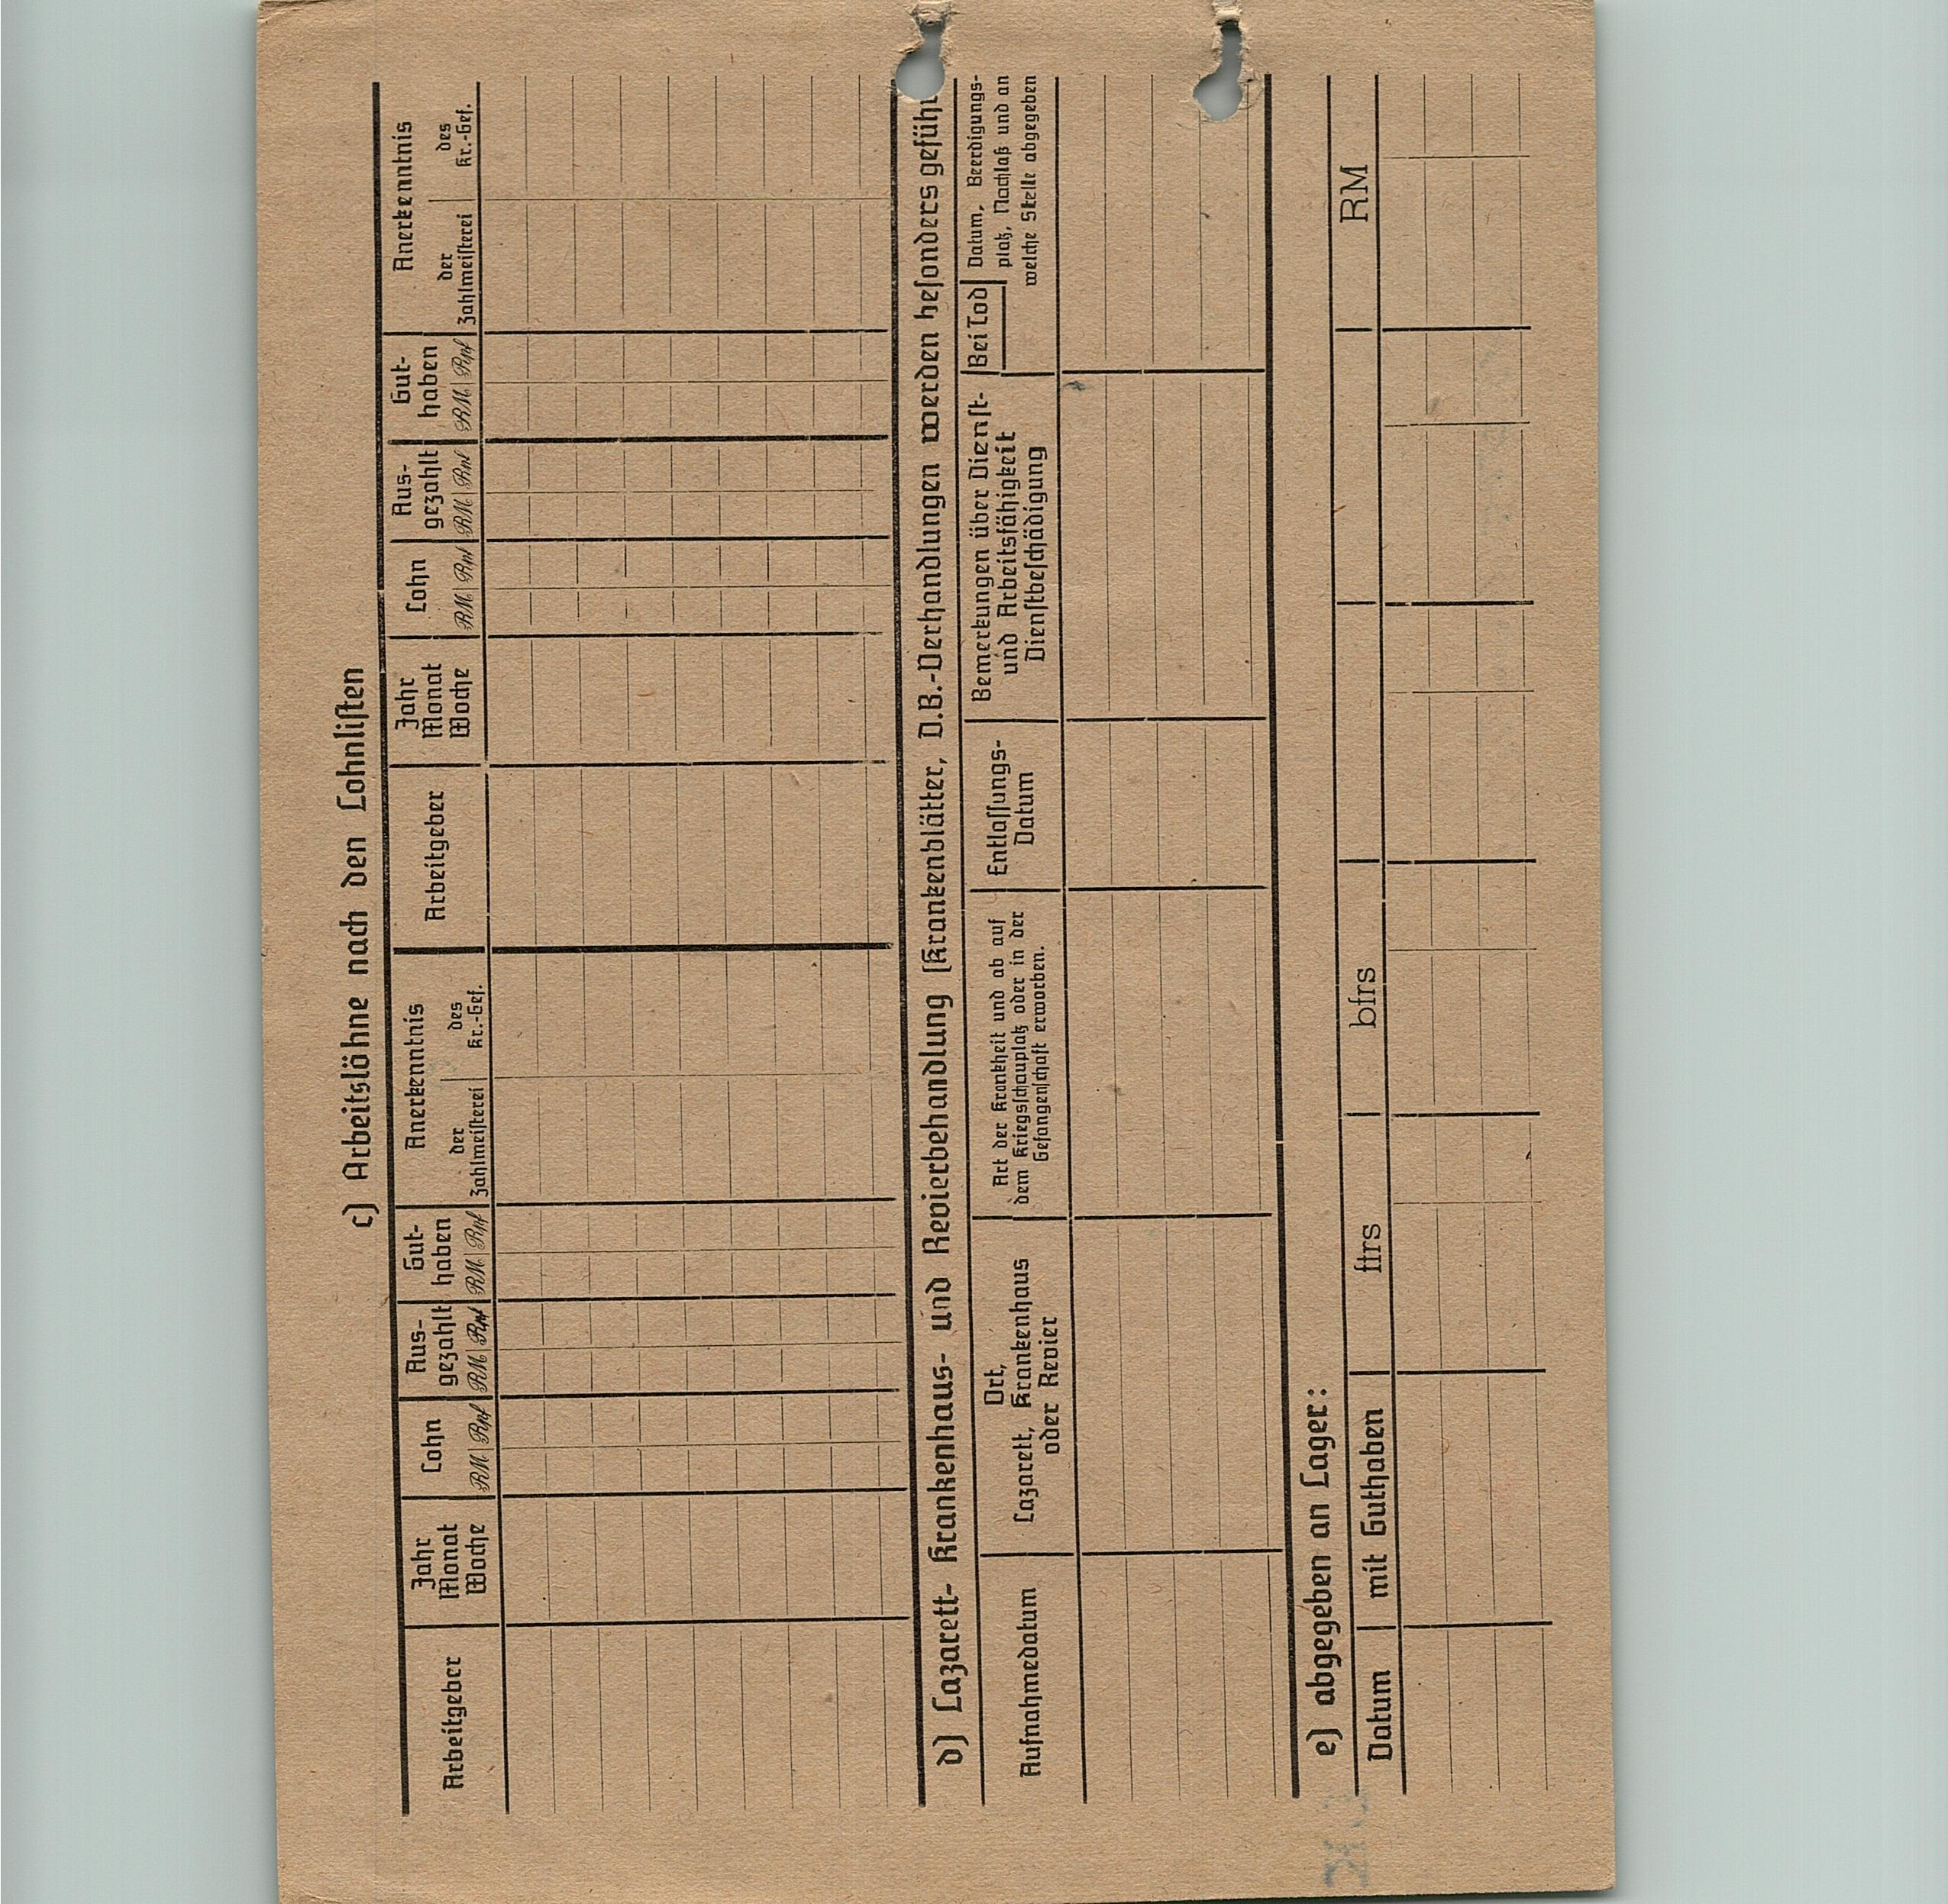 c) Arbeitslöhne nach den Lohnliſten
Arbeitgeber
Jahr
Monat
Woche
Lohn
RM Rpf
Aus-
gezahlt
RM Rpf
Gut-
haben
RM Rpf
Anerkenntnis
der
Zahlmeiſterei
des
Kr.-Gef.
Arbeitgeber
Jahr
Monat
Woche
Lohn
RM Rpf
Aus-
gezahlt
RM Rpf
Gut-
haben
RM Rpf
Anerkenntnis
der
Zahlmeiſterei
des
Kr.-Gef.
d) Lazarett- Krankenhaus- und Revierbehandlung (Krankenblätter, D.B.-Verhandlungen werden beſonders geführ
Aufnahmedatum
Ort,
Lazarett, Krankenhaus
oder Revier
Art der Krankheit und ab auf
dem Kriegsſchauplatz oder in der
Gefangenſchaft erworben.
Entlaſſungs-
Datum
Bemerkungen über Dienſt-
und Arbeitsfähigkeit
Dienſtbeſchädigung
Bei Tod
Datum, Beerdigungs-
platz, Nachlaß und an
welche Stelle abgegeben
e) abgegeben an Lager:
Datum
mit Guthaben
ffrs
bfrs
RM